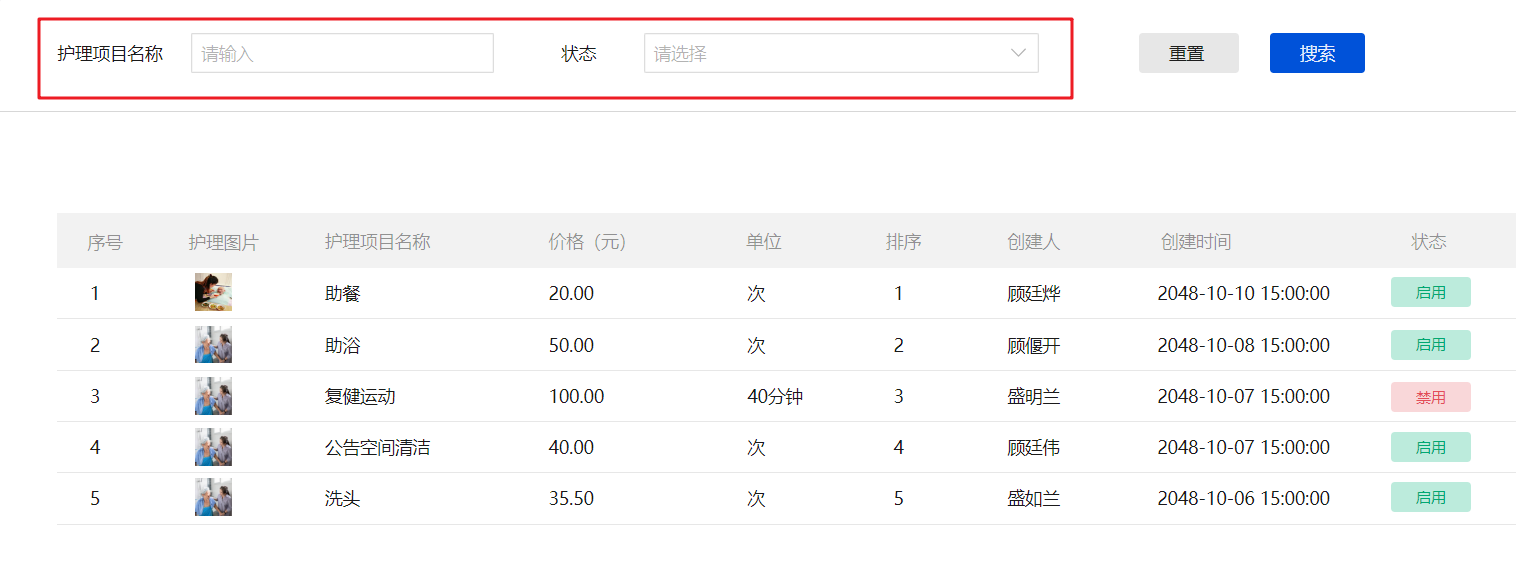 护理项目名称 请输入 状态 请选择 重置 搜索
序号 护理图片 护理项目名称 价格（元） 单位 排序 创建人 创建时间 状态
1 助餐 20.00 次 1 顾廷烨 2048-10-10 15:00:00 启用
2 助浴 50.00 次 2 顾偃开 2048-10-08 15:00:00 启用
3 复健运动 100.00 40分钟 3 盛明兰 2048-10-07 15:00:00 禁用
4 公告空间清洁 40.00 次 4 顾廷伟 2048-10-07 15:00:00 启用
5 洗头 35.50 次 5 盛如兰 2048-10-06 15:00:00 启用